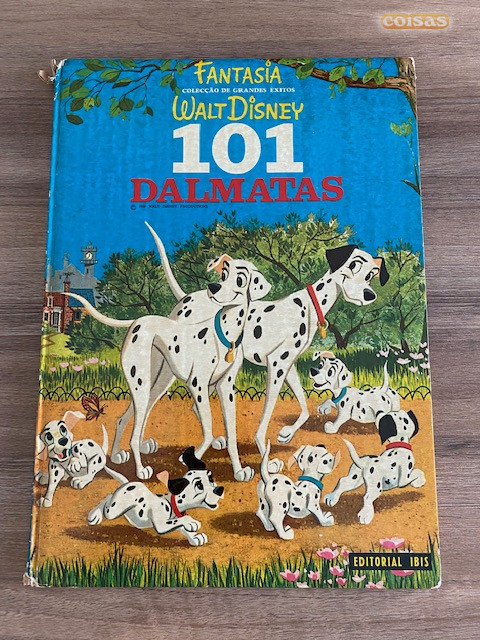 coisas
FANTASIA
COLECÇÃO DE GRANDES EXITOS
WALT DISNEY
101
DALMATAS
EDITORIAL IBIS